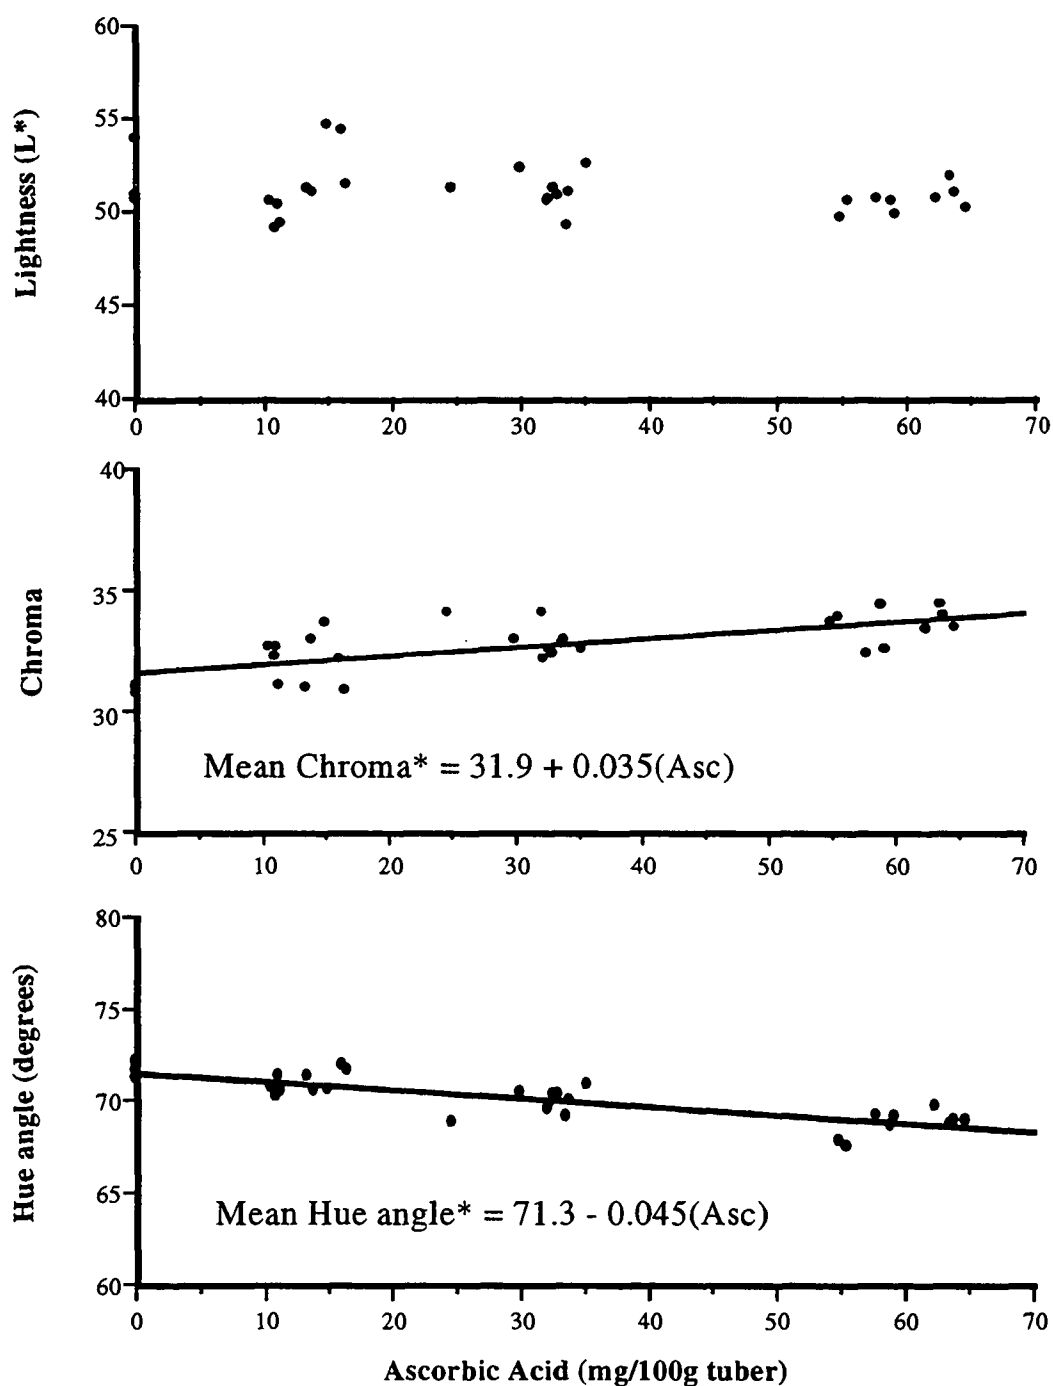 60
55
50
45
40
Lightness (L*)
0 10 20 30 40 50 60 70
40
35
30
25
Chroma
Mean Chroma* = 31.9 + 0.035(Asc)
0 10 20 30 40 50 60 70
80
75
70
65
60
Hue angle (degrees)
Mean Hue angle* = 71.3 - 0.045(Asc)
0 10 20 30 40 50 60 70
Ascorbic Acid (mg/100g tuber)